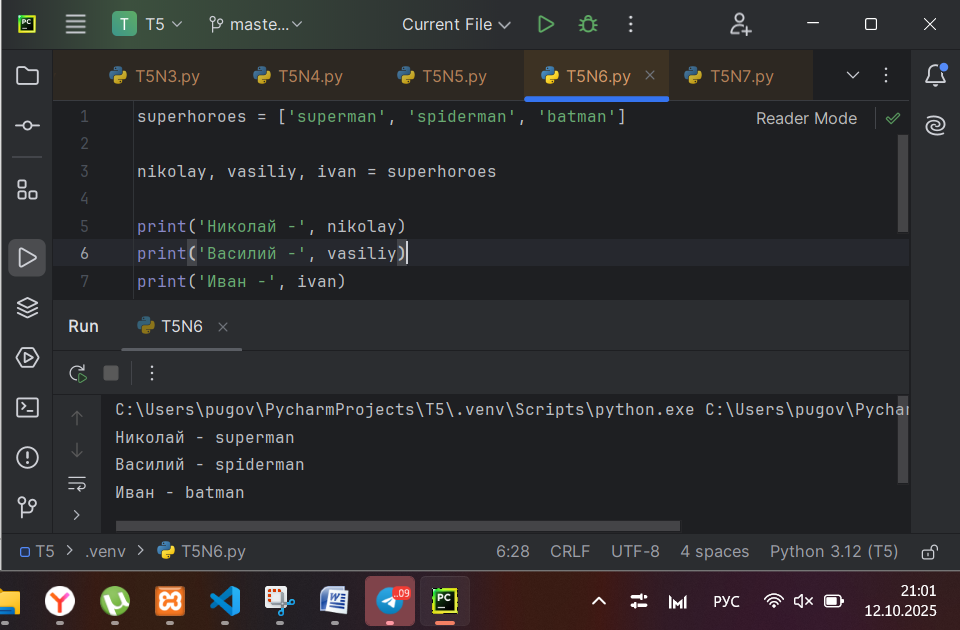 PC T T5 maste... Current File
T5N3.py T5N4.py T5N5.py T5N6.py T5N7.py
Reader Mode
1 superhoroes = ['superman', 'spiderman', 'batman']
2
3 nikolay, vasiliy, ivan = superhoroes
4
5 print('Николай -', nikolay)
6 print('Василий -', vasiliy)
7 print('Иван -', ivan)
Run T5N6
C:\Users\pugov\PycharmProjects\T5\.venv\Scripts\python.exe C:\Users\pugov\Pychar
Николай - superman
Василий - spiderman
Иван - batman
T5 > .venv > T5N6.py 6:28 CRLF UTF-8 4 spaces Python 3.12 (T5)
..09 PC РУС 21:01
12.10.2025